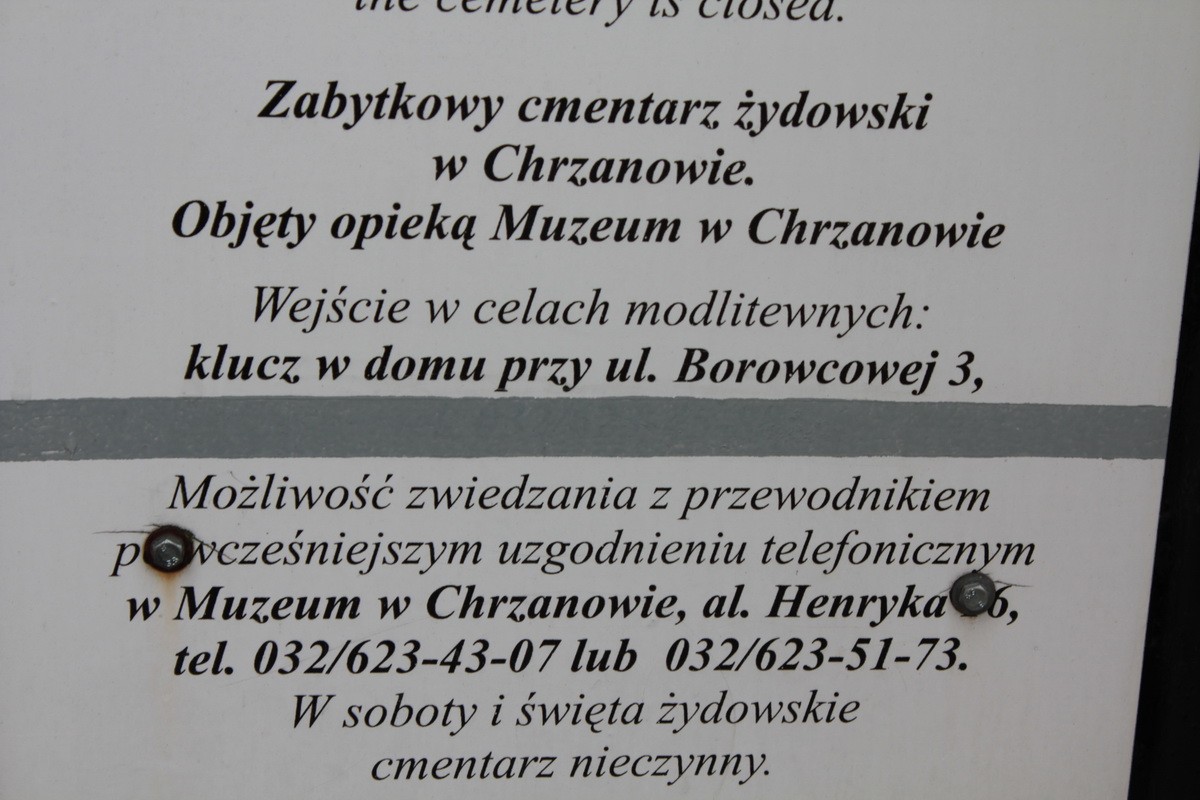 the cemetery is closed.
Zabytkowy cmentarz żydowski
w Chrzanowie.
Objęty opieką Muzeum w Chrzanowie
Wejście w celach modlitewnych:
klucz w domu przy ul. Borowcowej 3,
Możliwość zwiedzania z przewodnikiem
po wcześniejszym uzgodnieniu telefonicznym
w Muzeum w Chrzanowie, al. Henryka 6,
tel. 032/623-43-07 lub 032/623-51-73.
W soboty i święta żydowskie
cmentarz nieczynny.